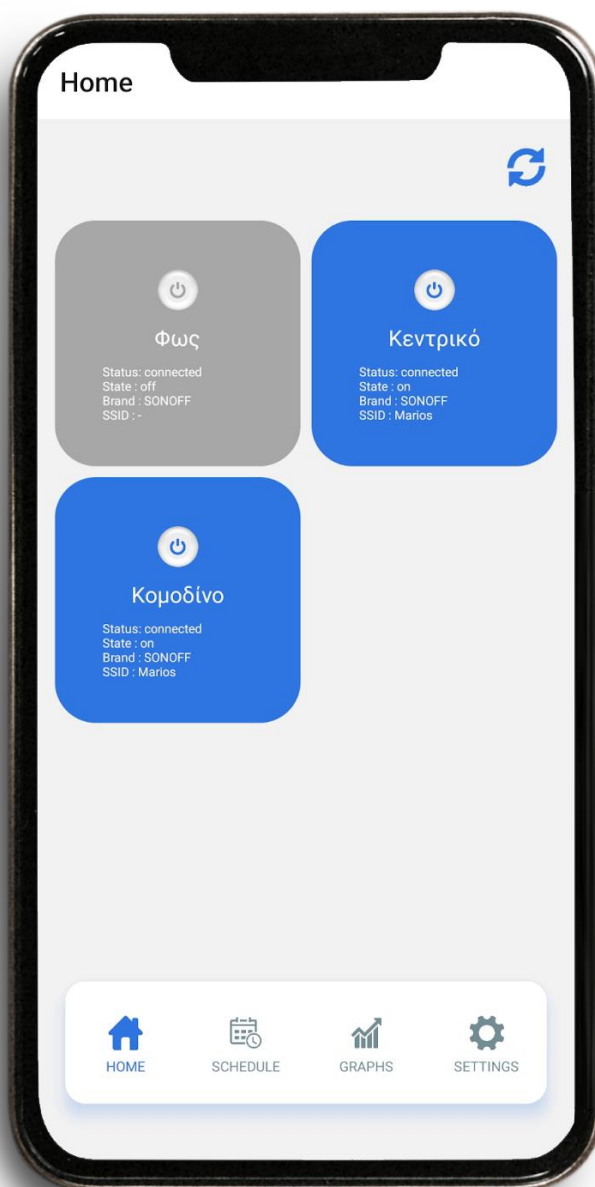 Home
Φως
Status: connected
State : off
Brand : SONOFF
SSID : -
Κεντρικό
Status: connected
State : on
Brand : SONOFF
SSID : Marios
Κομοδίνο
Status: connected
State : on
Brand : SONOFF
SSID : Marios
HOME
SCHEDULE
GRAPHS
SETTINGS